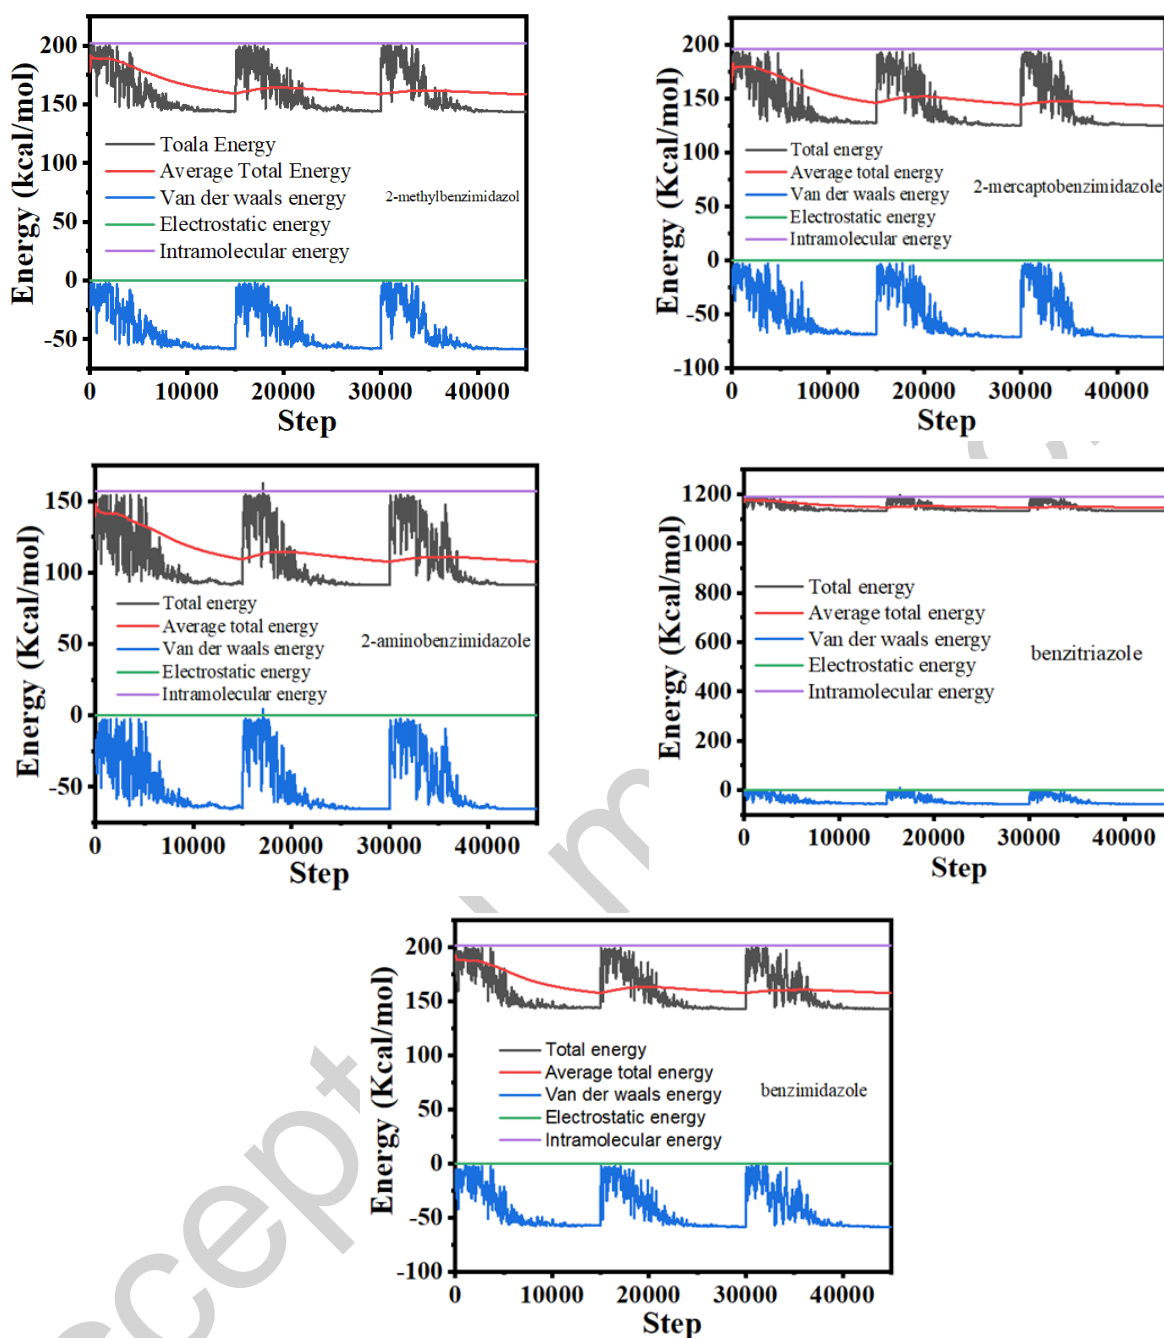 200
150
100
50
0
-50
Energy (kcal/mol)
Toala Energy
Average Total Energy
Van der waals energy
Electrostatic energy
Intramolecular energy
2-methylbenzimidazol
0 10000 20000 30000 40000
Step
200
150
100
50
0
-50
-100
Energy (Kcal/mol)
Total energy
Average total energy
Van der waals energy
Electrostatic energy
Intramolecular energy
2-mercaptobenzimidazole
0 10000 20000 30000 40000
Step
150
100
50
0
-50
Energy (Kcal/mol)
Total energy
Average total energy
Van der waals energy
Electrostatic energy
Intramolecular energy
2-aminobenzimidazole
0 10000 20000 30000 40000
Step
1200
1000
800
600
400
200
0
Energy (Kcal/mol)
Total energy
Average total energy
Van der waals energy
Electrostatic energy
Intramolecular energy
benzitriazole
0 10000 20000 30000 40000
Step
200
150
100
50
0
-50
-100
Energy (Kcal/mol)
Total energy
Average total energy
Van der waals energy
Electrostatic energy
Intramolecular energy
benzimidazole
0 10000 20000 30000 40000
Step